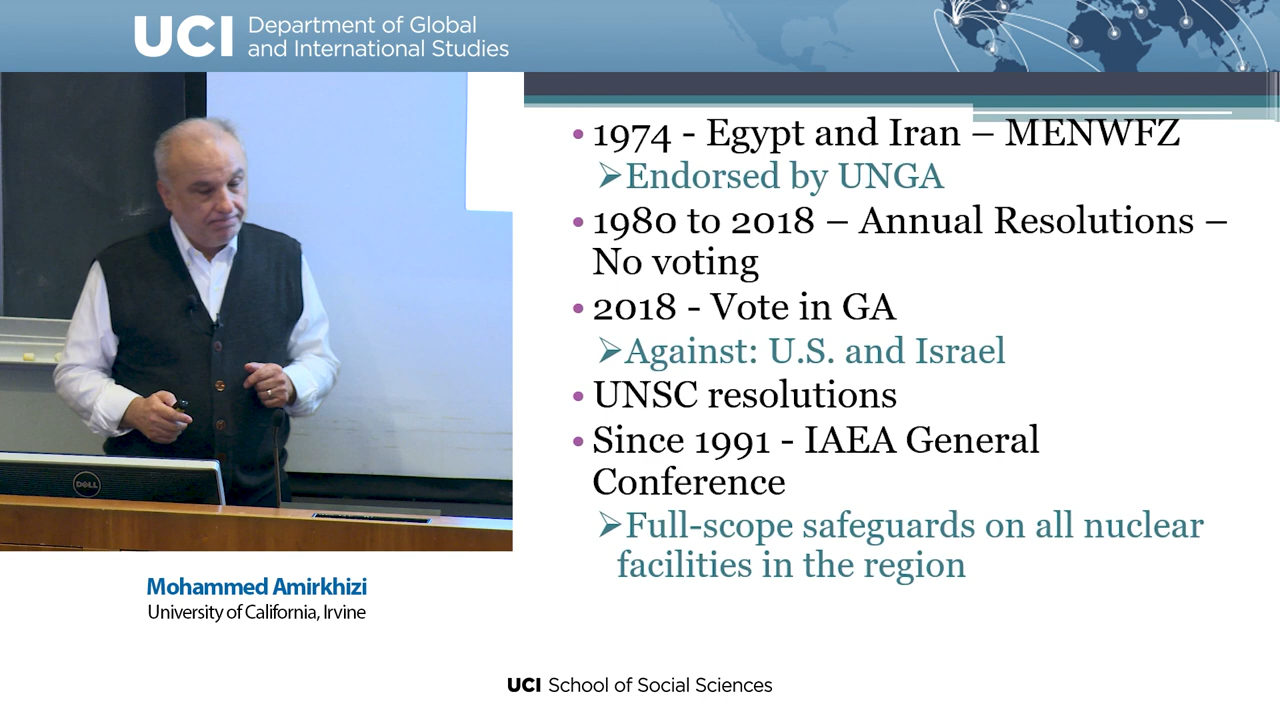 UCI Department of Global
and International Studies
• 1974 - Egypt and Iran – MENWFZ
➢Endorsed by UNGA
• 1980 to 2018 – Annual Resolutions –
No voting
• 2018 - Vote in GA
➢Against: U.S. and Israel
• UNSC resolutions
• Since 1991 - IAEA General
Conference
➢Full-scope safeguards on all nuclear
facilities in the region
DELL
Mohammed Amirkhizi
University of California, Irvine
UCI School of Social Sciences